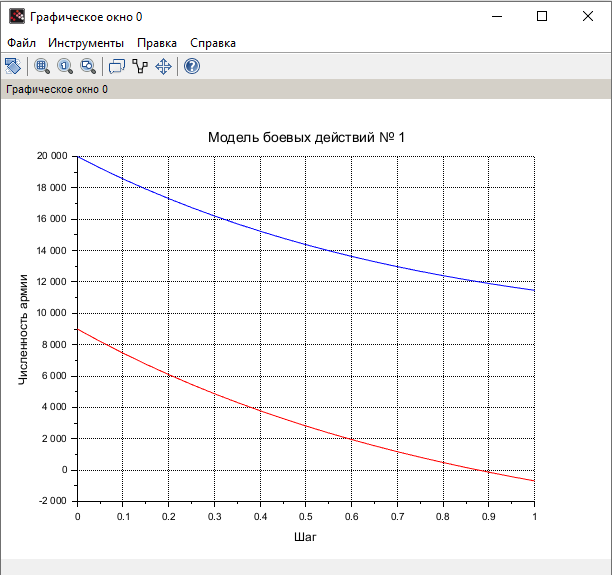 Графическое окно 0
Файл Инструменты Правка Справка
Графическое окно 0
Модель боевых действий № 1
20 000
18 000
16 000
14 000
12 000
10 000
8 000
6 000
4 000
2 000
0
-2 000
Численность армии
0 0.1 0.2 0.3 0.4 0.5 0.6 0.7 0.8 0.9 1
Шаг